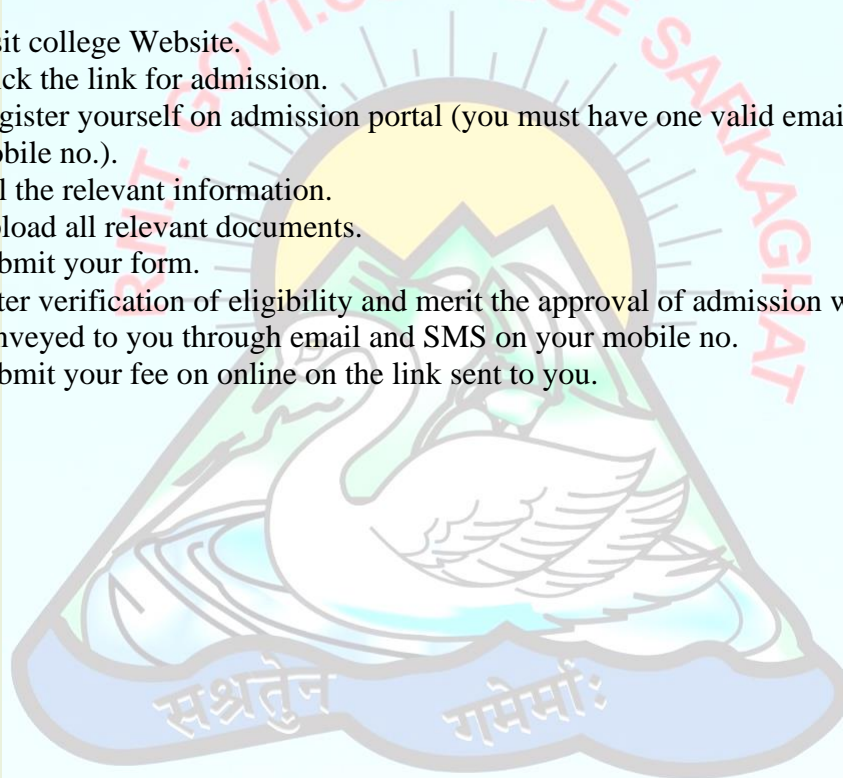 sit college Website.
ck the link for admission.
gister yourself on admission portal (you must have one valid emai
obile no.).
l the relevant information.
load all relevant documents.
bmit your form.
ter verification of eligibility and merit the approval of admission w
nveyed to you through email and SMS on your mobile no.
bmit your fee on online on the link sent to you.
SARKAGHAT
सश्रतुेन गमेमांः